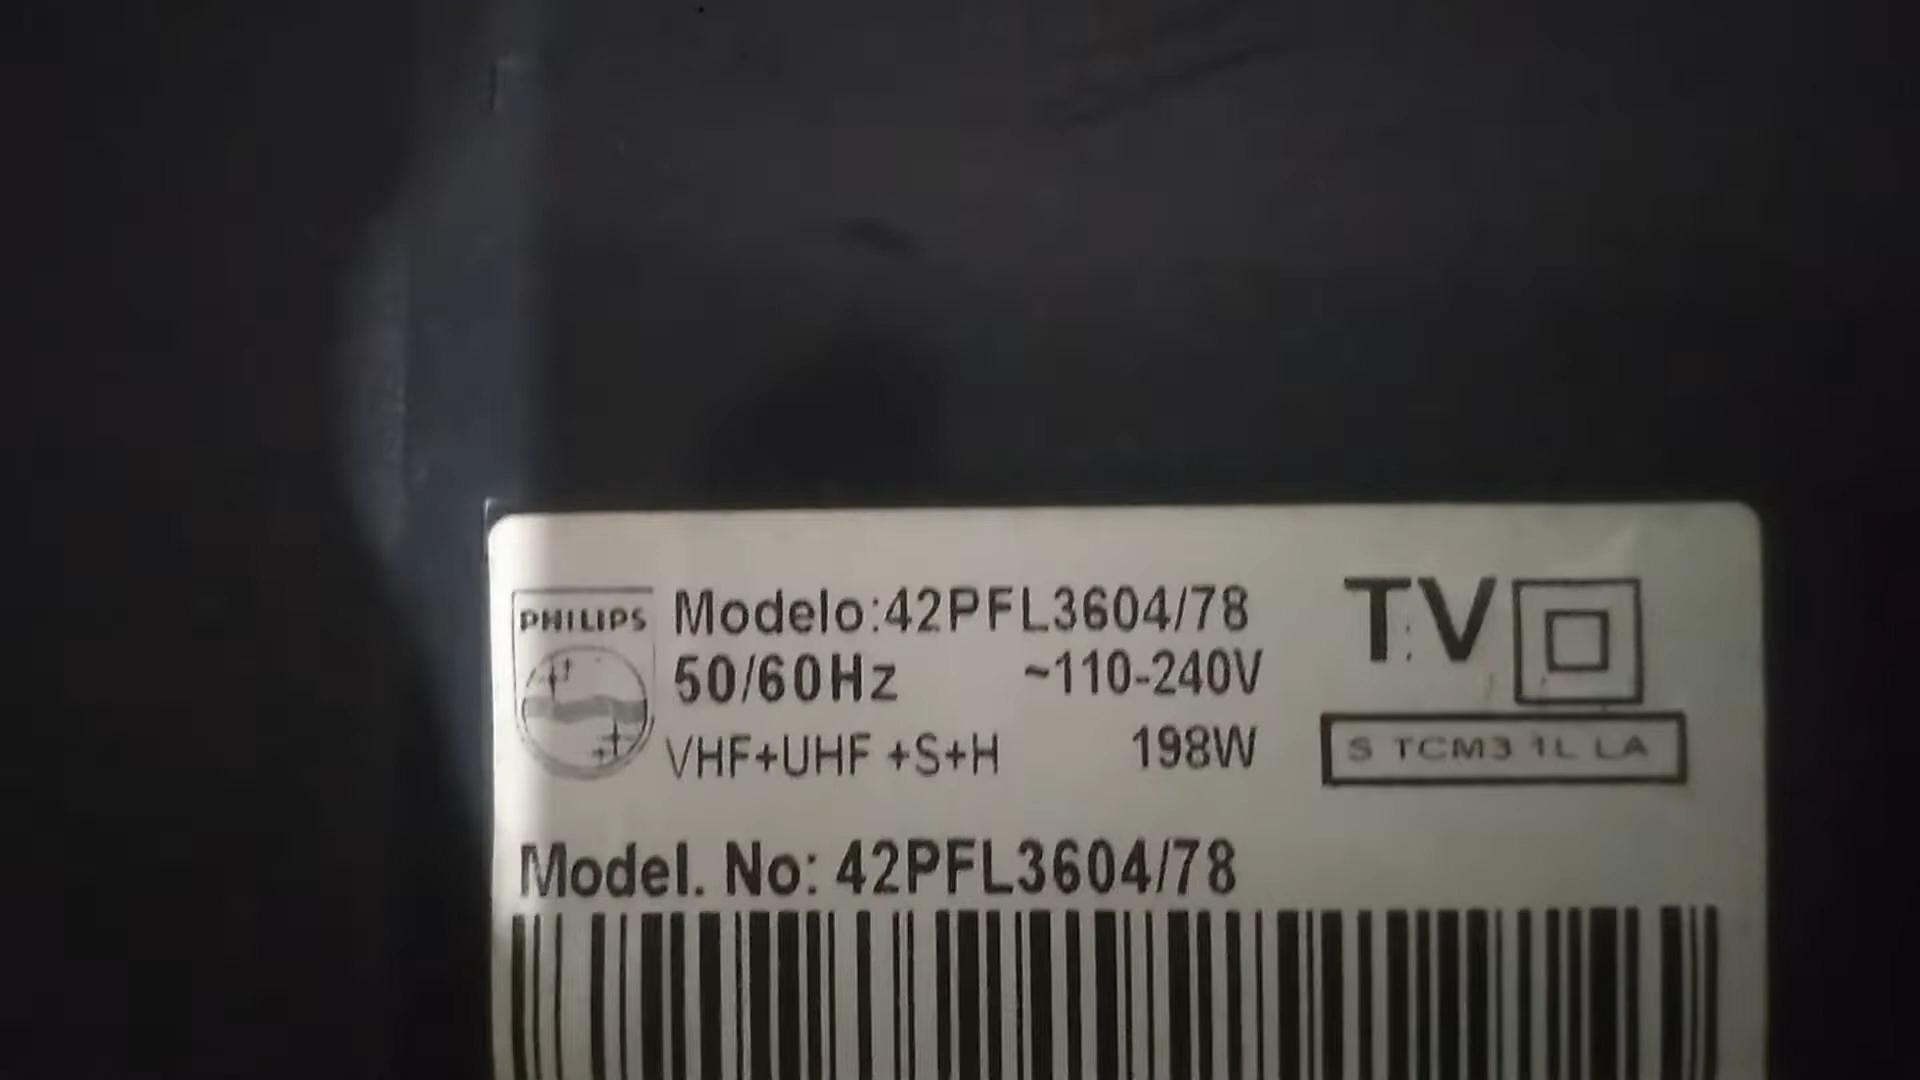 PHILIPS
Modelo:42PFL3604/78
50/60Hz ~110-240V
VHF+UHF +S+H 198W
TV
S TCM3 1L LA
Model. No: 42PFL3604/78